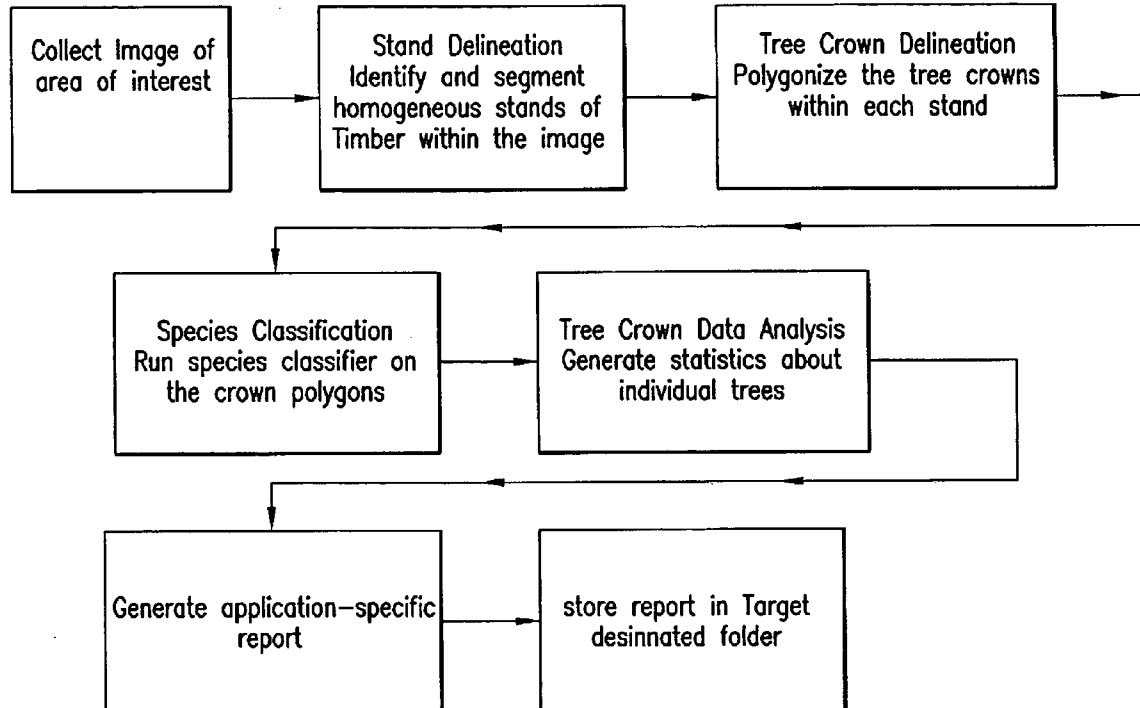 Collect Image of
area of interest
Stand Delineation
Identify and segment
homogeneous stands of
Timber within the image
Tree Crown Delineation
Polygonize the tree crowns
within each stand
Species Classification
Run species classifier on
the crown polygons
Tree Crown Data Analysis
Generate statistics about
individual trees
Generate application-specific
report
store report in Target
desinnated folder